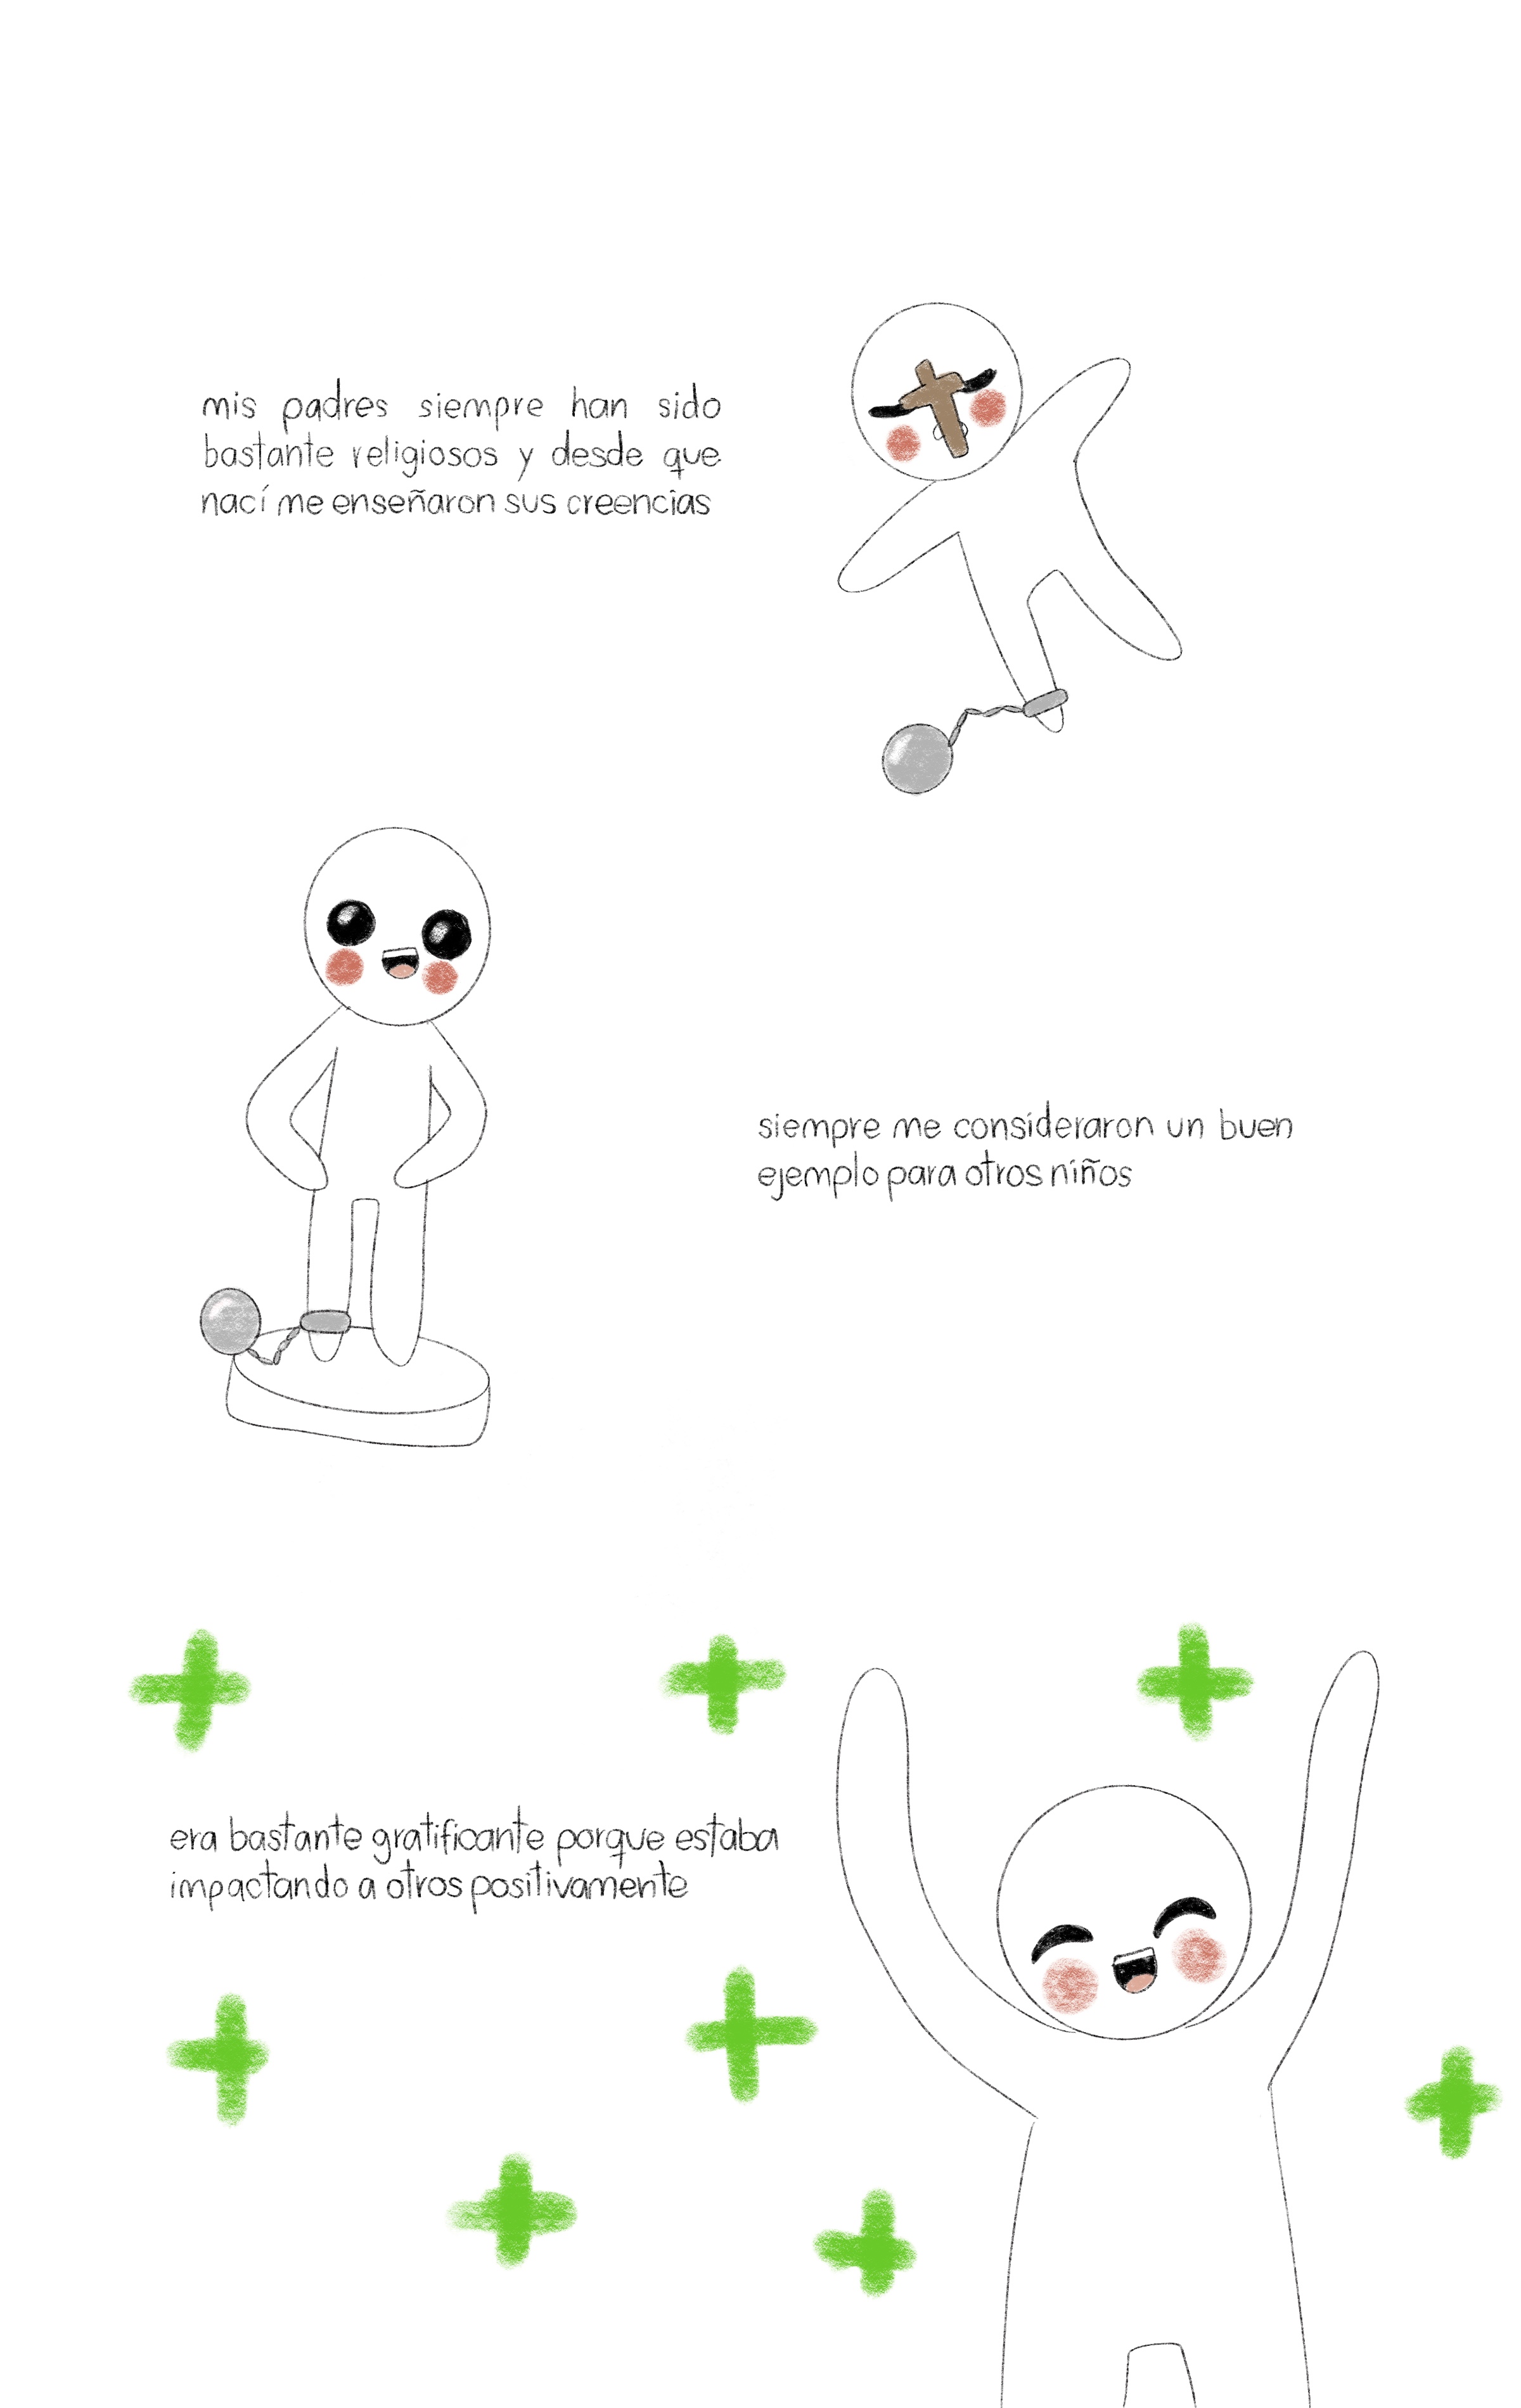 mis padres siempre han sido
bastante religiosos y desde que
nací me enseñaron sus creencias
siempre me consideraron un buen
ejemplo para otros niños
era bastante gratificante porque estaba
impactando a otros positivamente